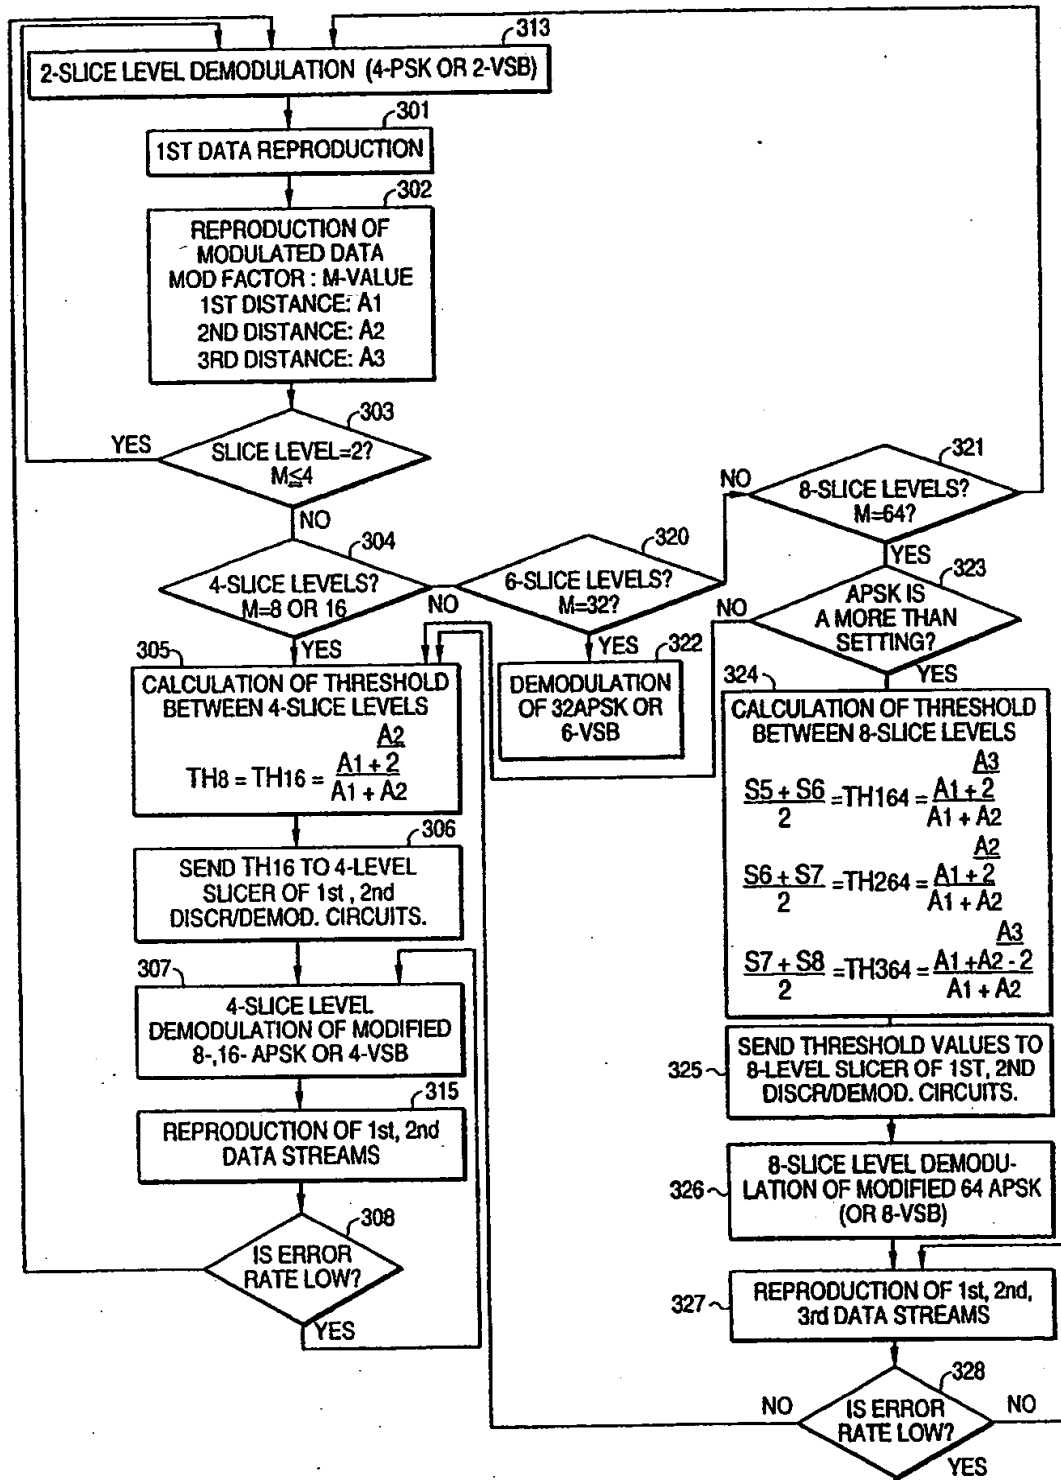 313
2-SLICE LEVEL DEMODULATION (4-PSK OR 2-VSB)
301
1ST DATA REPRODUCTION
302
REPRODUCTION OF
MODULATED DATA
MOD FACTOR : M-VALUE
1ST DISTANCE: A1
2ND DISTANCE: A2
3RD DISTANCE: A3
303
YES
SLICE LEVEL=2?
M≦4
NO
304
4-SLICE LEVELS?
M=8 OR 16
NO
YES
320
6-SLICE LEVELS?
M=32?
NO
YES
321
8-SLICE LEVELS?
M=64?
YES
323
NO
APSK IS
A MORE THAN
SETTING?
YES
305
CALCULATION OF THRESHOLD
BETWEEN 4-SLICE LEVELS
A2
A1 + 2
TH8 = TH16 =
A1 + A2
322
DEMODULATION
OF 32APSK OR
6-VSB
324
CALCULATION OF THRESHOLD
BETWEEN 8-SLICE LEVELS
A3
S5 + S6 A1 + 2
=TH164=
2 A1 + A2
A2
S6 + S7 A1 + 2
=TH264=
2 A1 + A2
A3
S7 + S8 A1 +A2 - 2
=TH364=
2 A1 + A2
306
SEND TH16 TO 4-LEVEL
SLICER OF 1st , 2nd
DISCR/DEMOD. CIRCUITS.
307
4-SLICE LEVEL
DEMODULATION OF MODIFIED
8-,16- APSK OR 4-VSB
315
REPRODUCTION OF 1st, 2nd
DATA STREAMS
308
IS ERROR
RATE LOW?
YES
325
SEND THRESHOLD VALUES TO
8-LEVEL SLICER OF 1ST, 2ND
DISCR/DEMOD. CIRCUITS.
326
8-SLICE LEVEL DEMODU-
LATION OF MODIFIED 64 APSK
(OR 8-VSB)
327
REPRODUCTION OF 1st, 2nd,
3rd DATA STREAMS
328
NO
IS ERROR
RATE LOW?
NO
YES